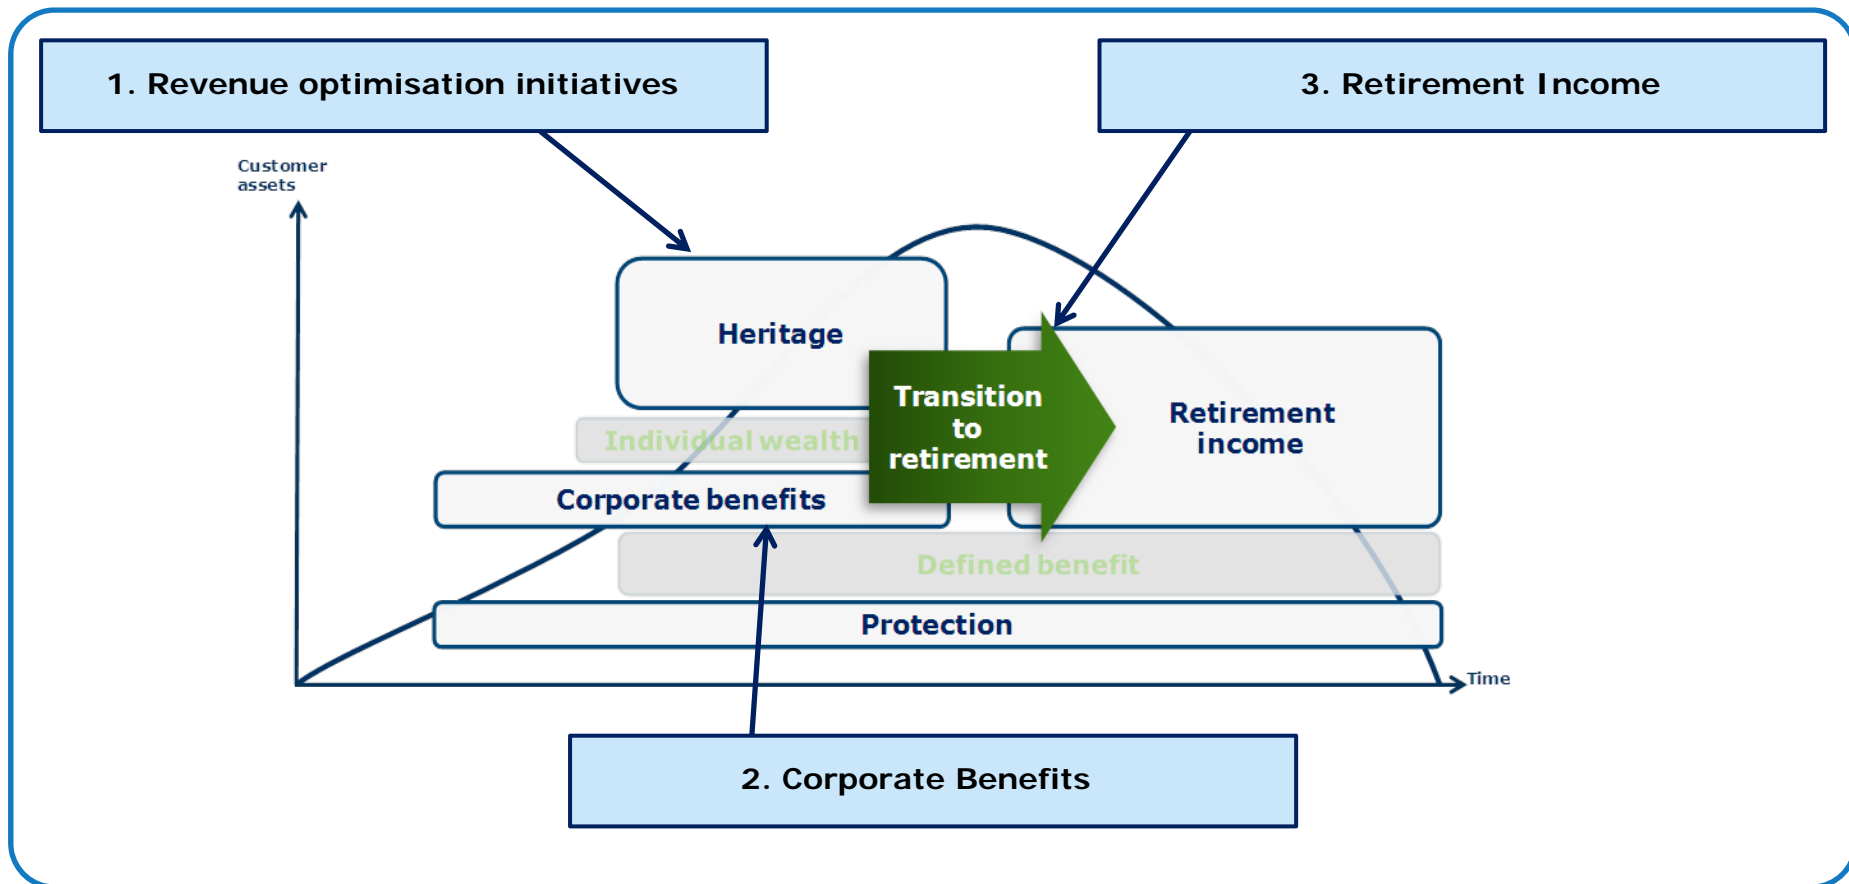 1. Revenue optimisation initiatives
3. Retirement Income
Customer
assets
Heritage
Transition
to
retirement
Retirement
income
Individual wealth
Corporate benefits
Defined benefit
Protection
Time
2. Corporate Benefits